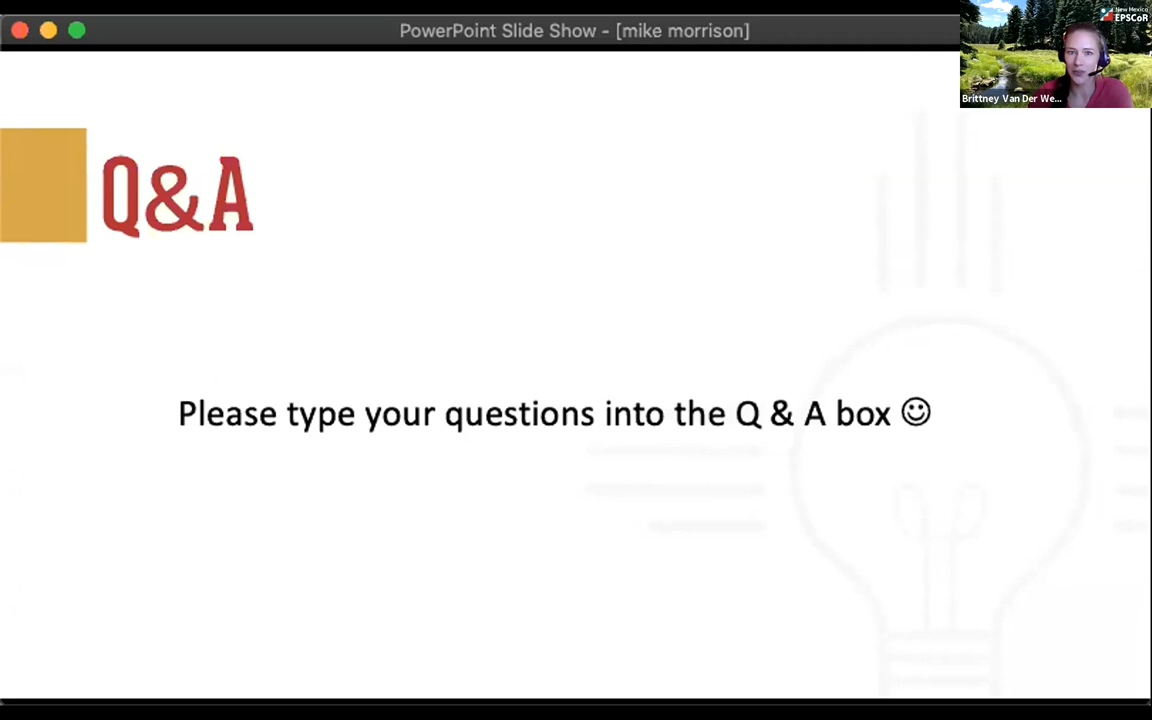 PowerPoint Slide Show - [mike morrison]
New Mexico
EPSCoR
Brittney Van Der We...
Q&A
Please type your questions into the Q & A box ☺